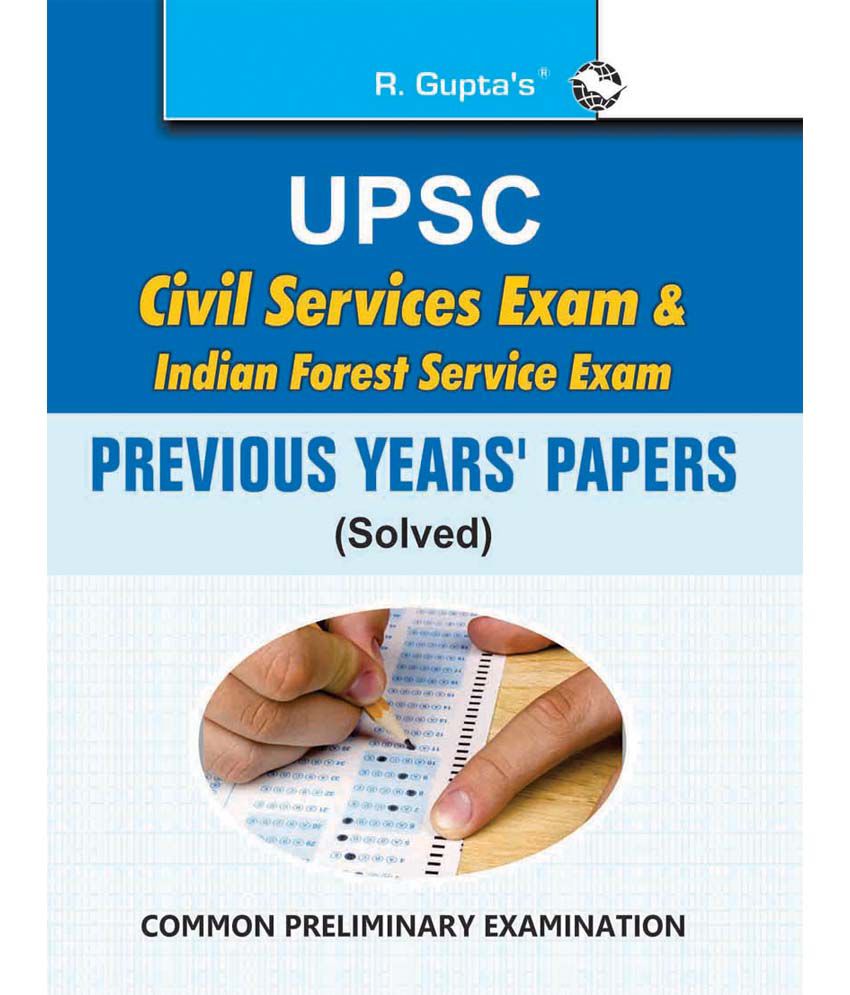 R. Gupta's®
UPSC
Civil Services Exam &
Indian Forest Service Exam
PREVIOUS YEARS' PAPERS
(Solved)
COMMON PRELIMINARY EXAMINATION